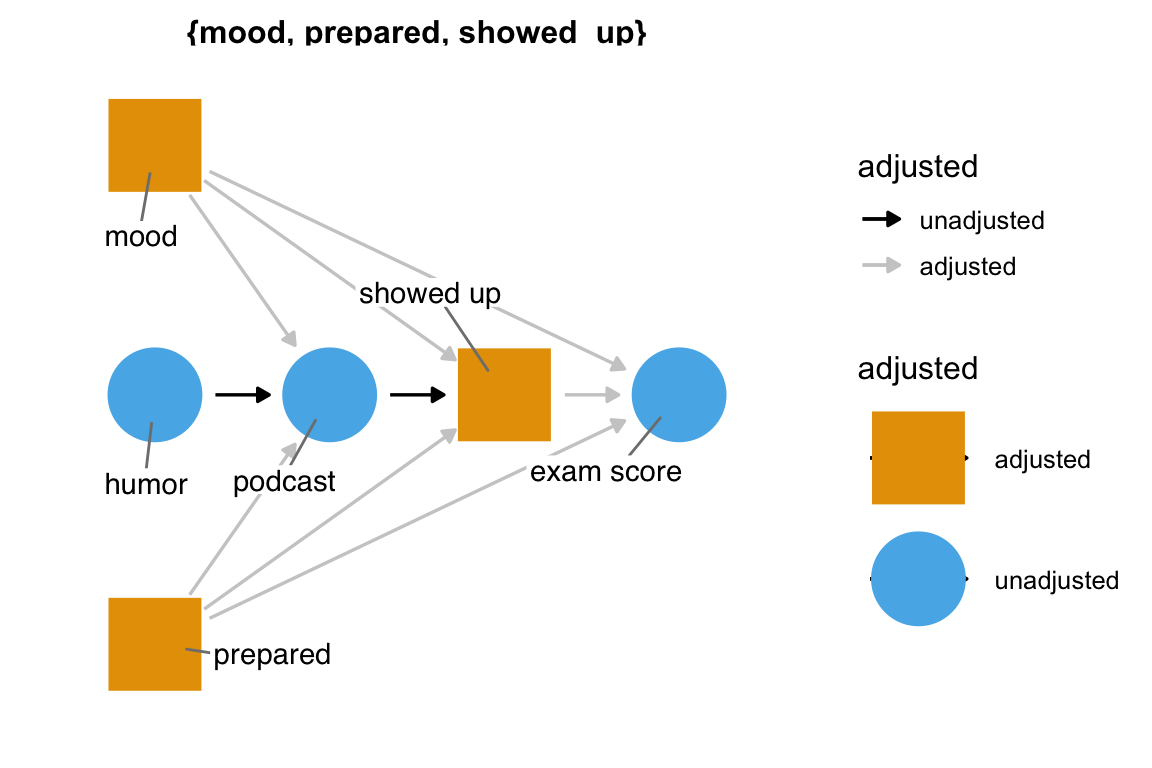 {mood, prepared, showed up}
mood
showed up
humor
podcast
exam score
prepared
adjusted
unadjusted
adjusted
adjusted
adjusted
unadjusted